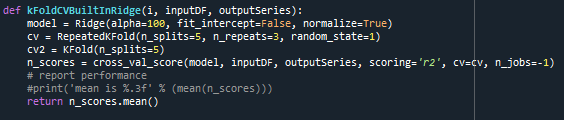 def kFoldCVBuiltInRidge(i, inputDF, outputSeries):
    model = Ridge(alpha=100, fit_intercept=False, normalize=True)
    cv = RepeatedKFold(n_splits=5, n_repeats=3, random_state=1)
    cv2 = KFold(n_splits=5)
    n_scores = cross_val_score(model, inputDF, outputSeries, scoring='r2', cv=cv, n_jobs=-1)
    # report performance
    #print('mean is %.3f' % (mean(n_scores)))
    return n_scores.mean()